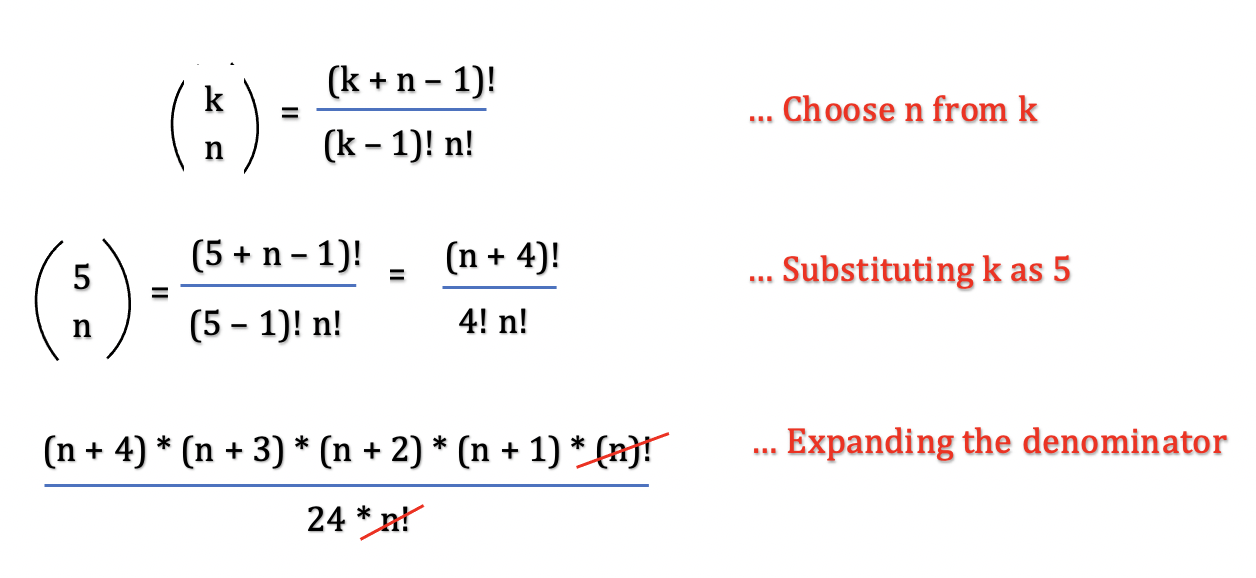 (k n) = (k + n – 1)! / (k – 1)! n! ... Choose n from k
(5 n) = (5 + n – 1)! / (5 – 1)! n! = (n + 4)! / 4! n! ... Substituting k as 5
(n + 4) * (n + 3) * (n + 2) * (n + 1) * (n)! / 24 * n! ... Expanding the denominator